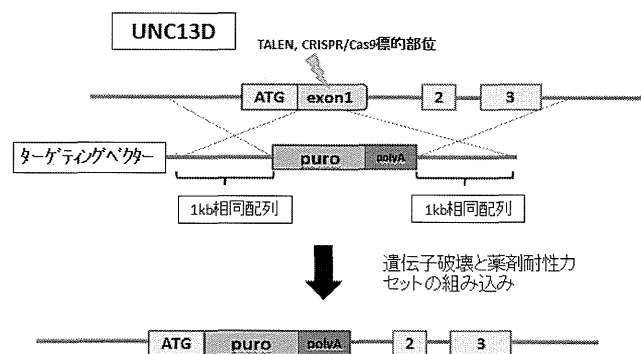 UNC13D
TALEN, CRISPR/Cas9標的部位
ATG exon1 2 3
ターゲティングベクター
puro polyA
1kb相同配列 1kb相同配列
遺伝子破壊と薬剤耐性カ
セットの組み込み
ATG puro polyA 2 3